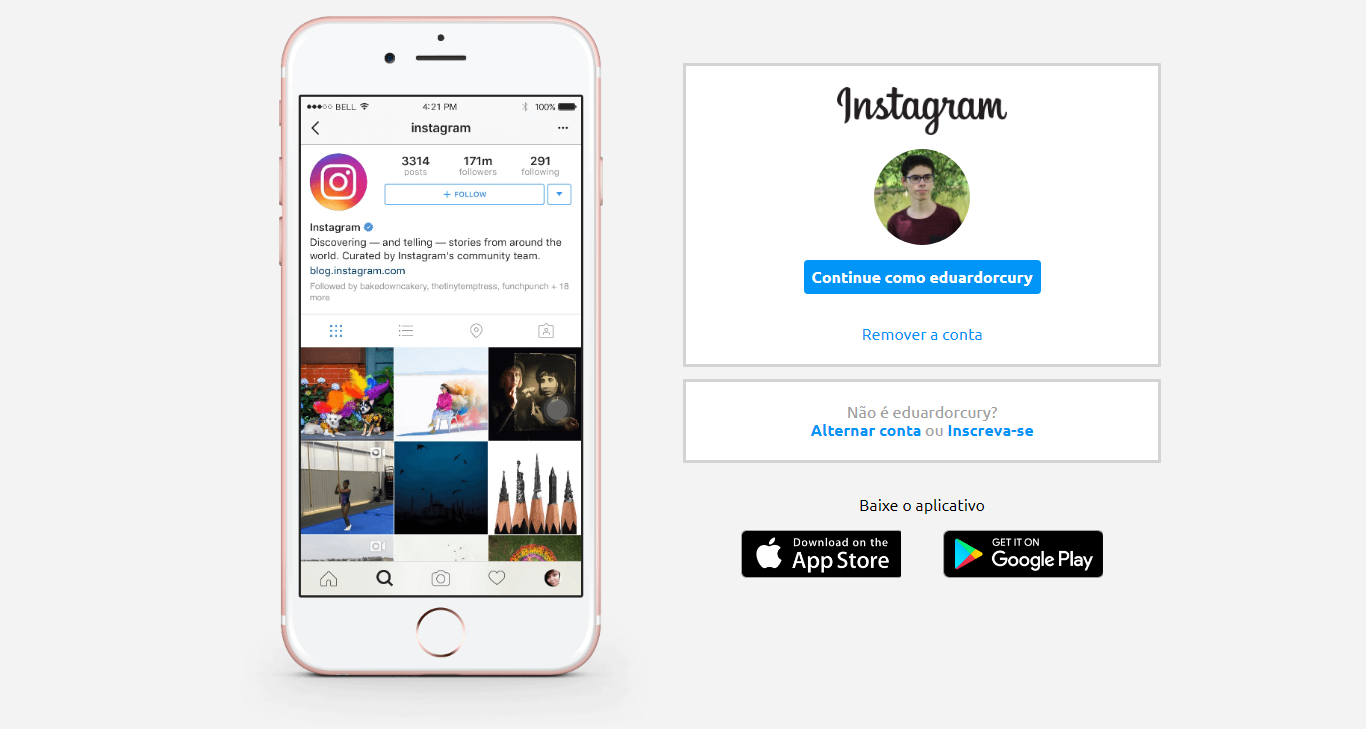 BELL
4:21 PM
100%
instagram
3314
171m
291
posts
followers
following
+ FOLLOW
Instagram
Discovering — and telling — stories from around the
world. Curated by Instagram's community team.
blog.instagram.com
Followed by bakedowncakery, thetinytemptress, funchpunch + 18
more
Instagram
Continue como eduardorcury
Remover a conta
Não é eduardorcury?
Alternar conta ou Inscreva-se
Baixe o aplicativo
Download on the
App Store
GET IT ON
Google Play